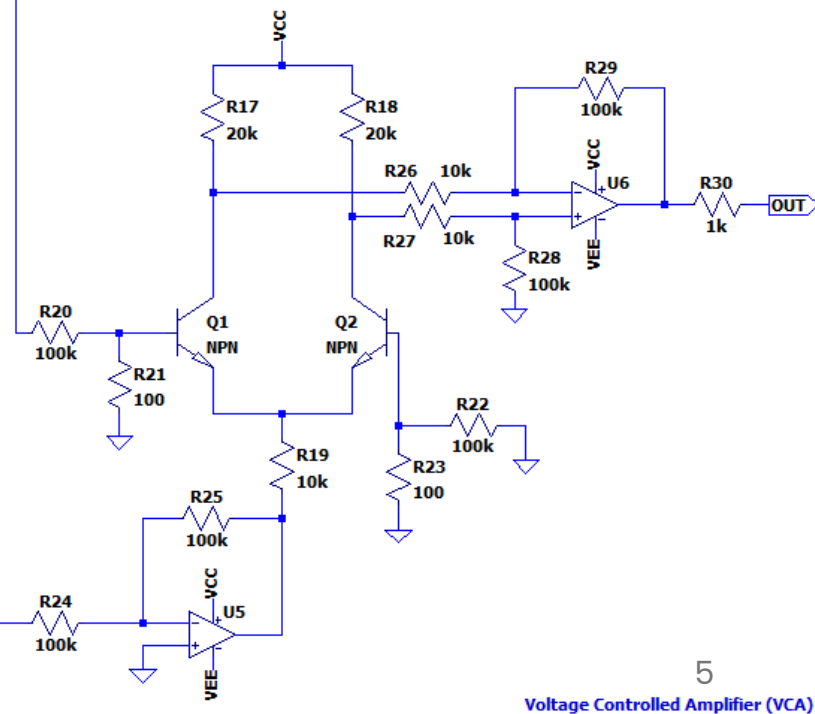 VCC
R17
20k
R18
20k
R29
100k
VCC
R26 10k
U6
R27 10k
VEE
R30
1k
OUT
R28
100k
R20
100k
Q1
NPN
Q2
NPN
R21
100
R22
100k
R19
10k
R23
100
R25
100k
R24
100k
VCC
U5
VEE
5
Voltage Controlled Amplifier (VCA)